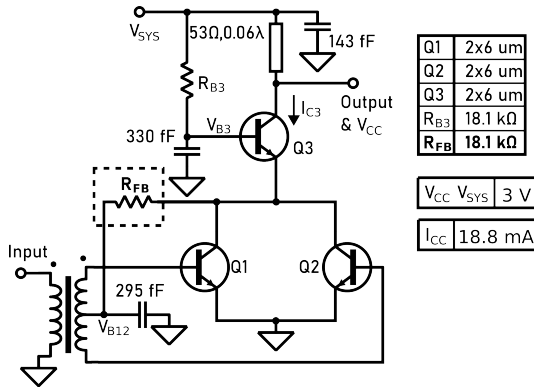 V_SYS
53Ω,0.06λ
143 fF
R_B3
Output
& V_CC
I_C3
330 fF
V_B3
Q3
R_FB
Input
Q1
Q2
295 fF
V_B12
Q1 2x6 um
Q2 2x6 um
Q3 2x6 um
R_B3 18.1 kΩ
R_FB 18.1 kΩ
V_CC V_SYS 3 V
I_CC 18.8 mA